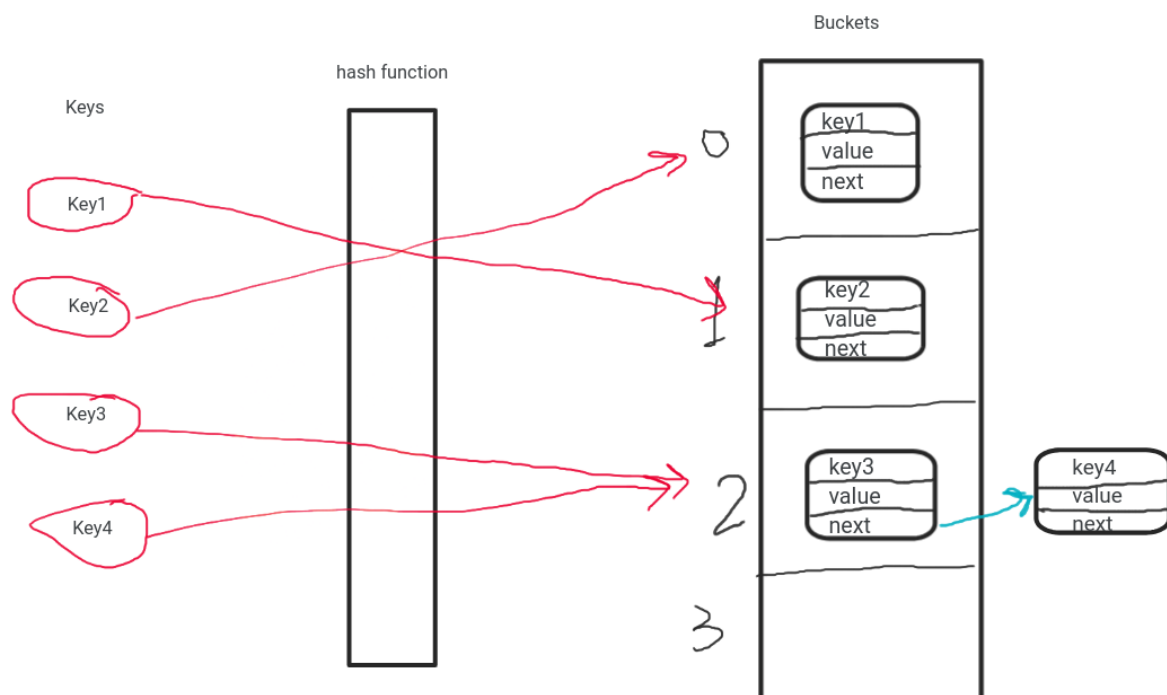 Buckets
hash function
Keys
Key1
Key2
Key3
Key4
0
key1
value
next
1
key2
value
next
2
key3
value
next
key4
value
next
3